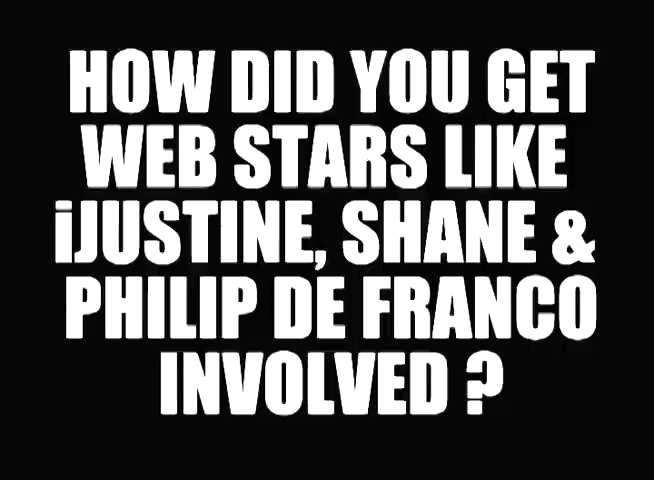 HOW DID YOU GET
WEB STARS LIKE
iJUSTINE, SHANE &
PHILIP DE FRANCO
INVOLVED ?